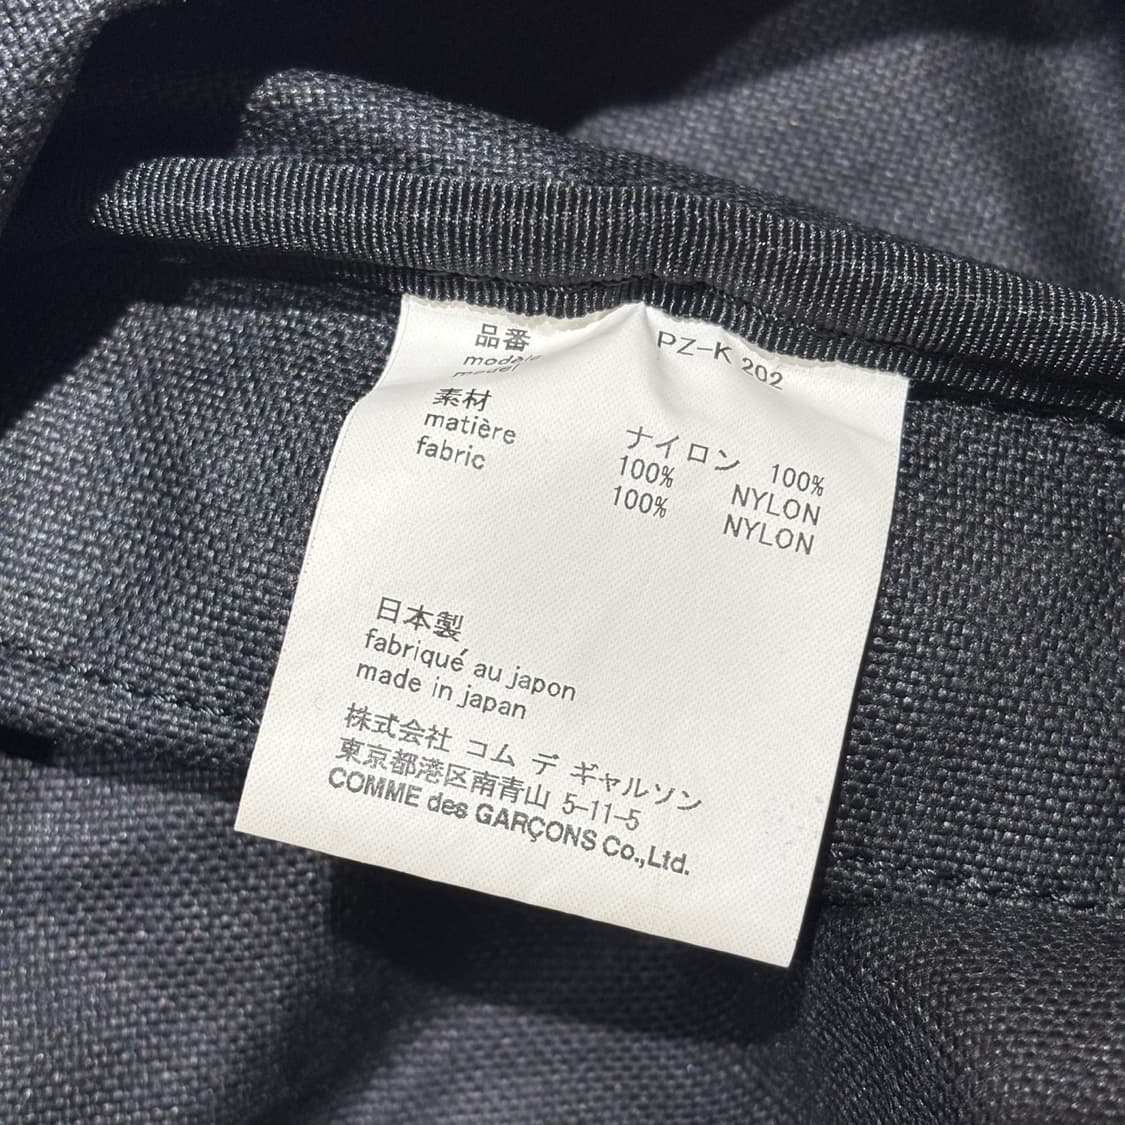 品番 PZ-K 202
modèle
model
素材 ナイロン 100%
matière 100% NYLON
fabric 100% NYLON
日本製
fabriqué au japon
made in japan
株式会社 コム デ ギャルソン
東京都港区南青山 5-11-5
COMME des GARÇONS Co.,Ltd.